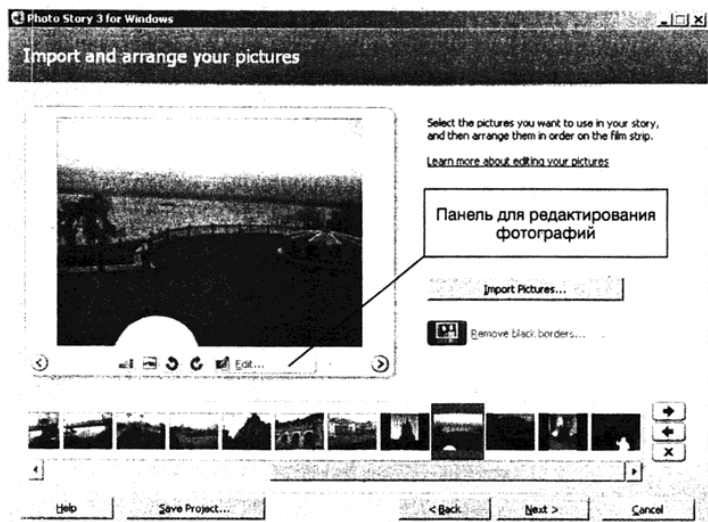 Photo Story 3 for Windows
Import and arrange your pictures
Select the pictures you want to use in your story,
and then arrange them in order on the film strip.
Learn more about editing your pictures
Панель для редактирования
фотографий
Import Pictures...
Remove black borders...
Edit...
Help
Save Project...
< Back
Next >
Cancel